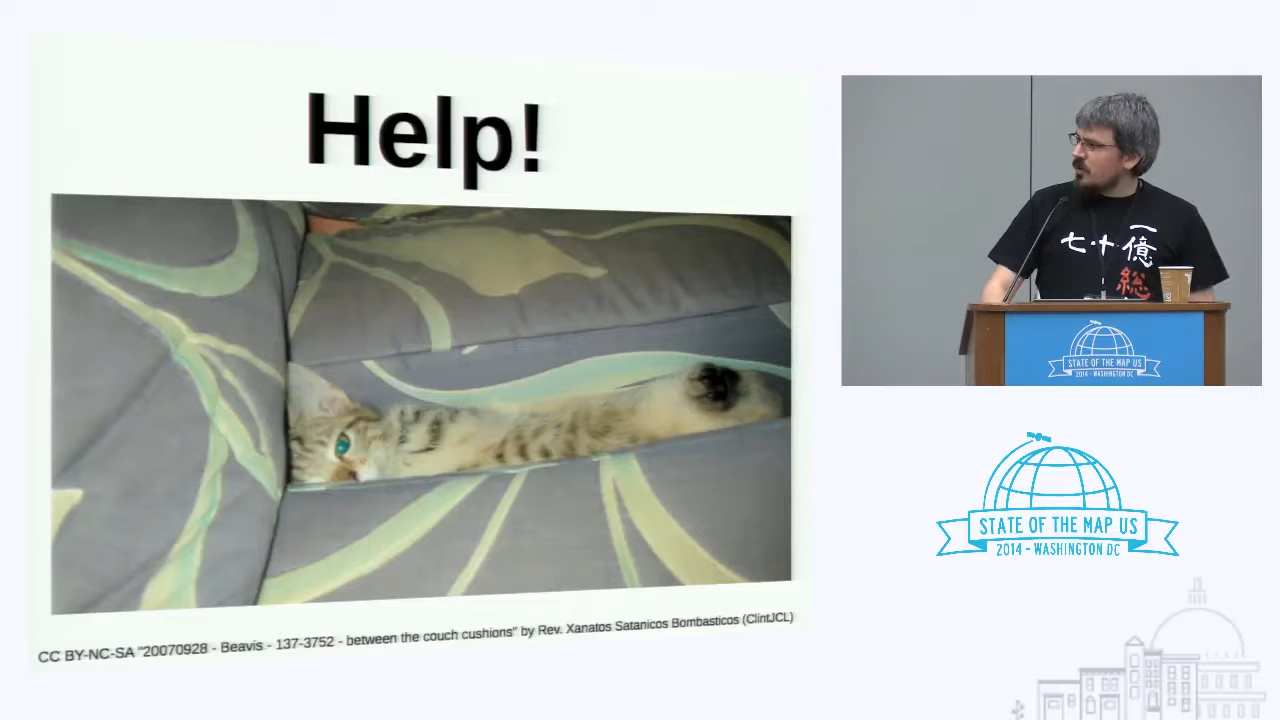 Help!
CC BY-NC-SA "20070928 - Beavis - 137-3752 - between the couch cushions" by Rev. Xanatos Satanicos Bombasticos (ClintJCL)
一億
七·十
総
STATE OF THE MAP US
2014 - WASHINGTON DC
STATE OF THE MAP US
2014 - WASHINGTON DC